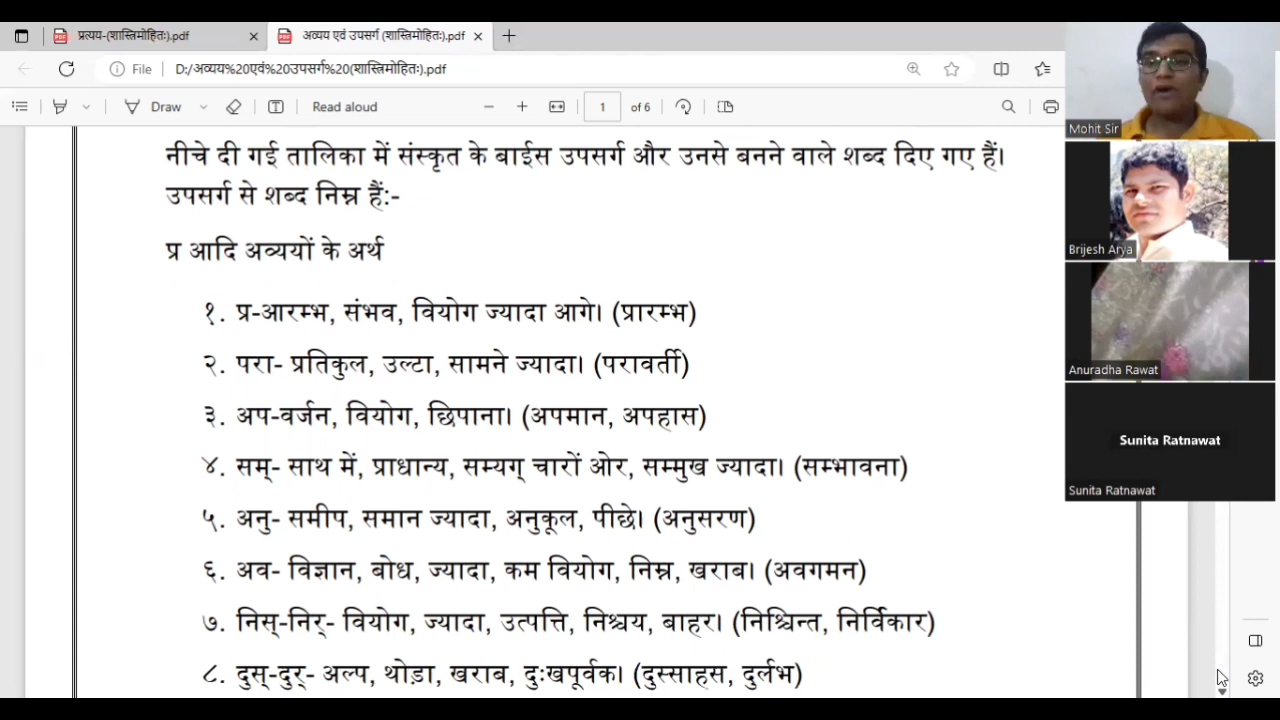 प्रत्यय-(शास्त्रिमोहितः).pdf
अव्यय एवं उपसर्ग (शास्त्रिमोहितः).pdf
File
D:/अव्यय%20एवं%20उपसर्ग%20(शास्त्रिमोहितः).pdf
Draw
Read aloud
1 of 6
नीचे दी गई तालिका में संस्कृत के बाईस उपसर्ग और उनसे बनने वाले शब्द दिए गए हैं।
उपसर्ग से शब्द निम्न हैं:-
प्र आदि अव्ययों के अर्थ
१. प्र-आरम्भ, संभव, वियोग ज्यादा आगे। (प्रारम्भ)
२. परा- प्रतिकुल, उल्टा, सामने ज्यादा। (परावर्ती)
३. अप-वर्जन, वियोग, छिपाना। (अपमान, अपहास)
४. सम्- साथ में, प्राधान्य, सम्यग् चारों ओर, सम्मुख ज्यादा। (सम्भावना)
५. अनु- समीप, समान ज्यादा, अनुकूल, पीछे। (अनुसरण)
६. अव- विज्ञान, बोध, ज्यादा, कम वियोग, निम्न, खराब। (अवगमन)
७. निस्-निर्- वियोग, ज्यादा, उत्पत्ति, निश्चय, बाहर। (निश्चिन्त, निर्विकार)
८. दुस्-दुर्- अल्प, थोड़ा, खराब, दुःखपूर्वक। (दुस्साहस, दुर्लभ)
Mohit Sir
Brijesh Arya
Anuradha Rawat
Sunita Ratnawat
Sunita Ratnawat